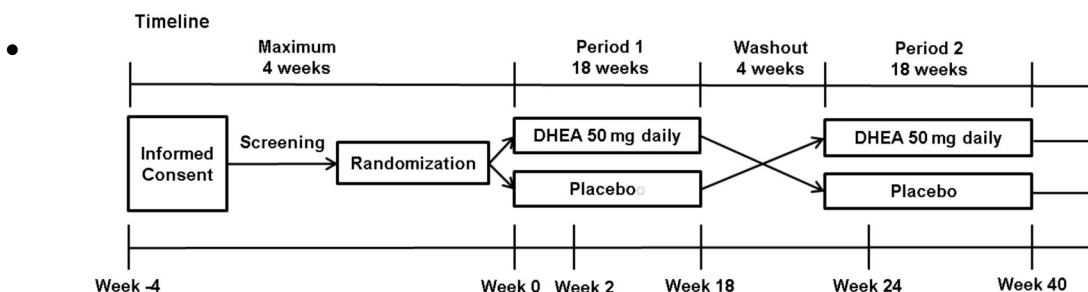 Timeline
Maximum
4 weeks
Period 1
18 weeks
Washout
4 weeks
Period 2
18 weeks
Informed
Consent
Screening
Randomization
DHEA 50 mg daily
Placebo
DHEA 50 mg daily
Placebo
Week -4
Week 0
Week 2
Week 18
Week 24
Week 40